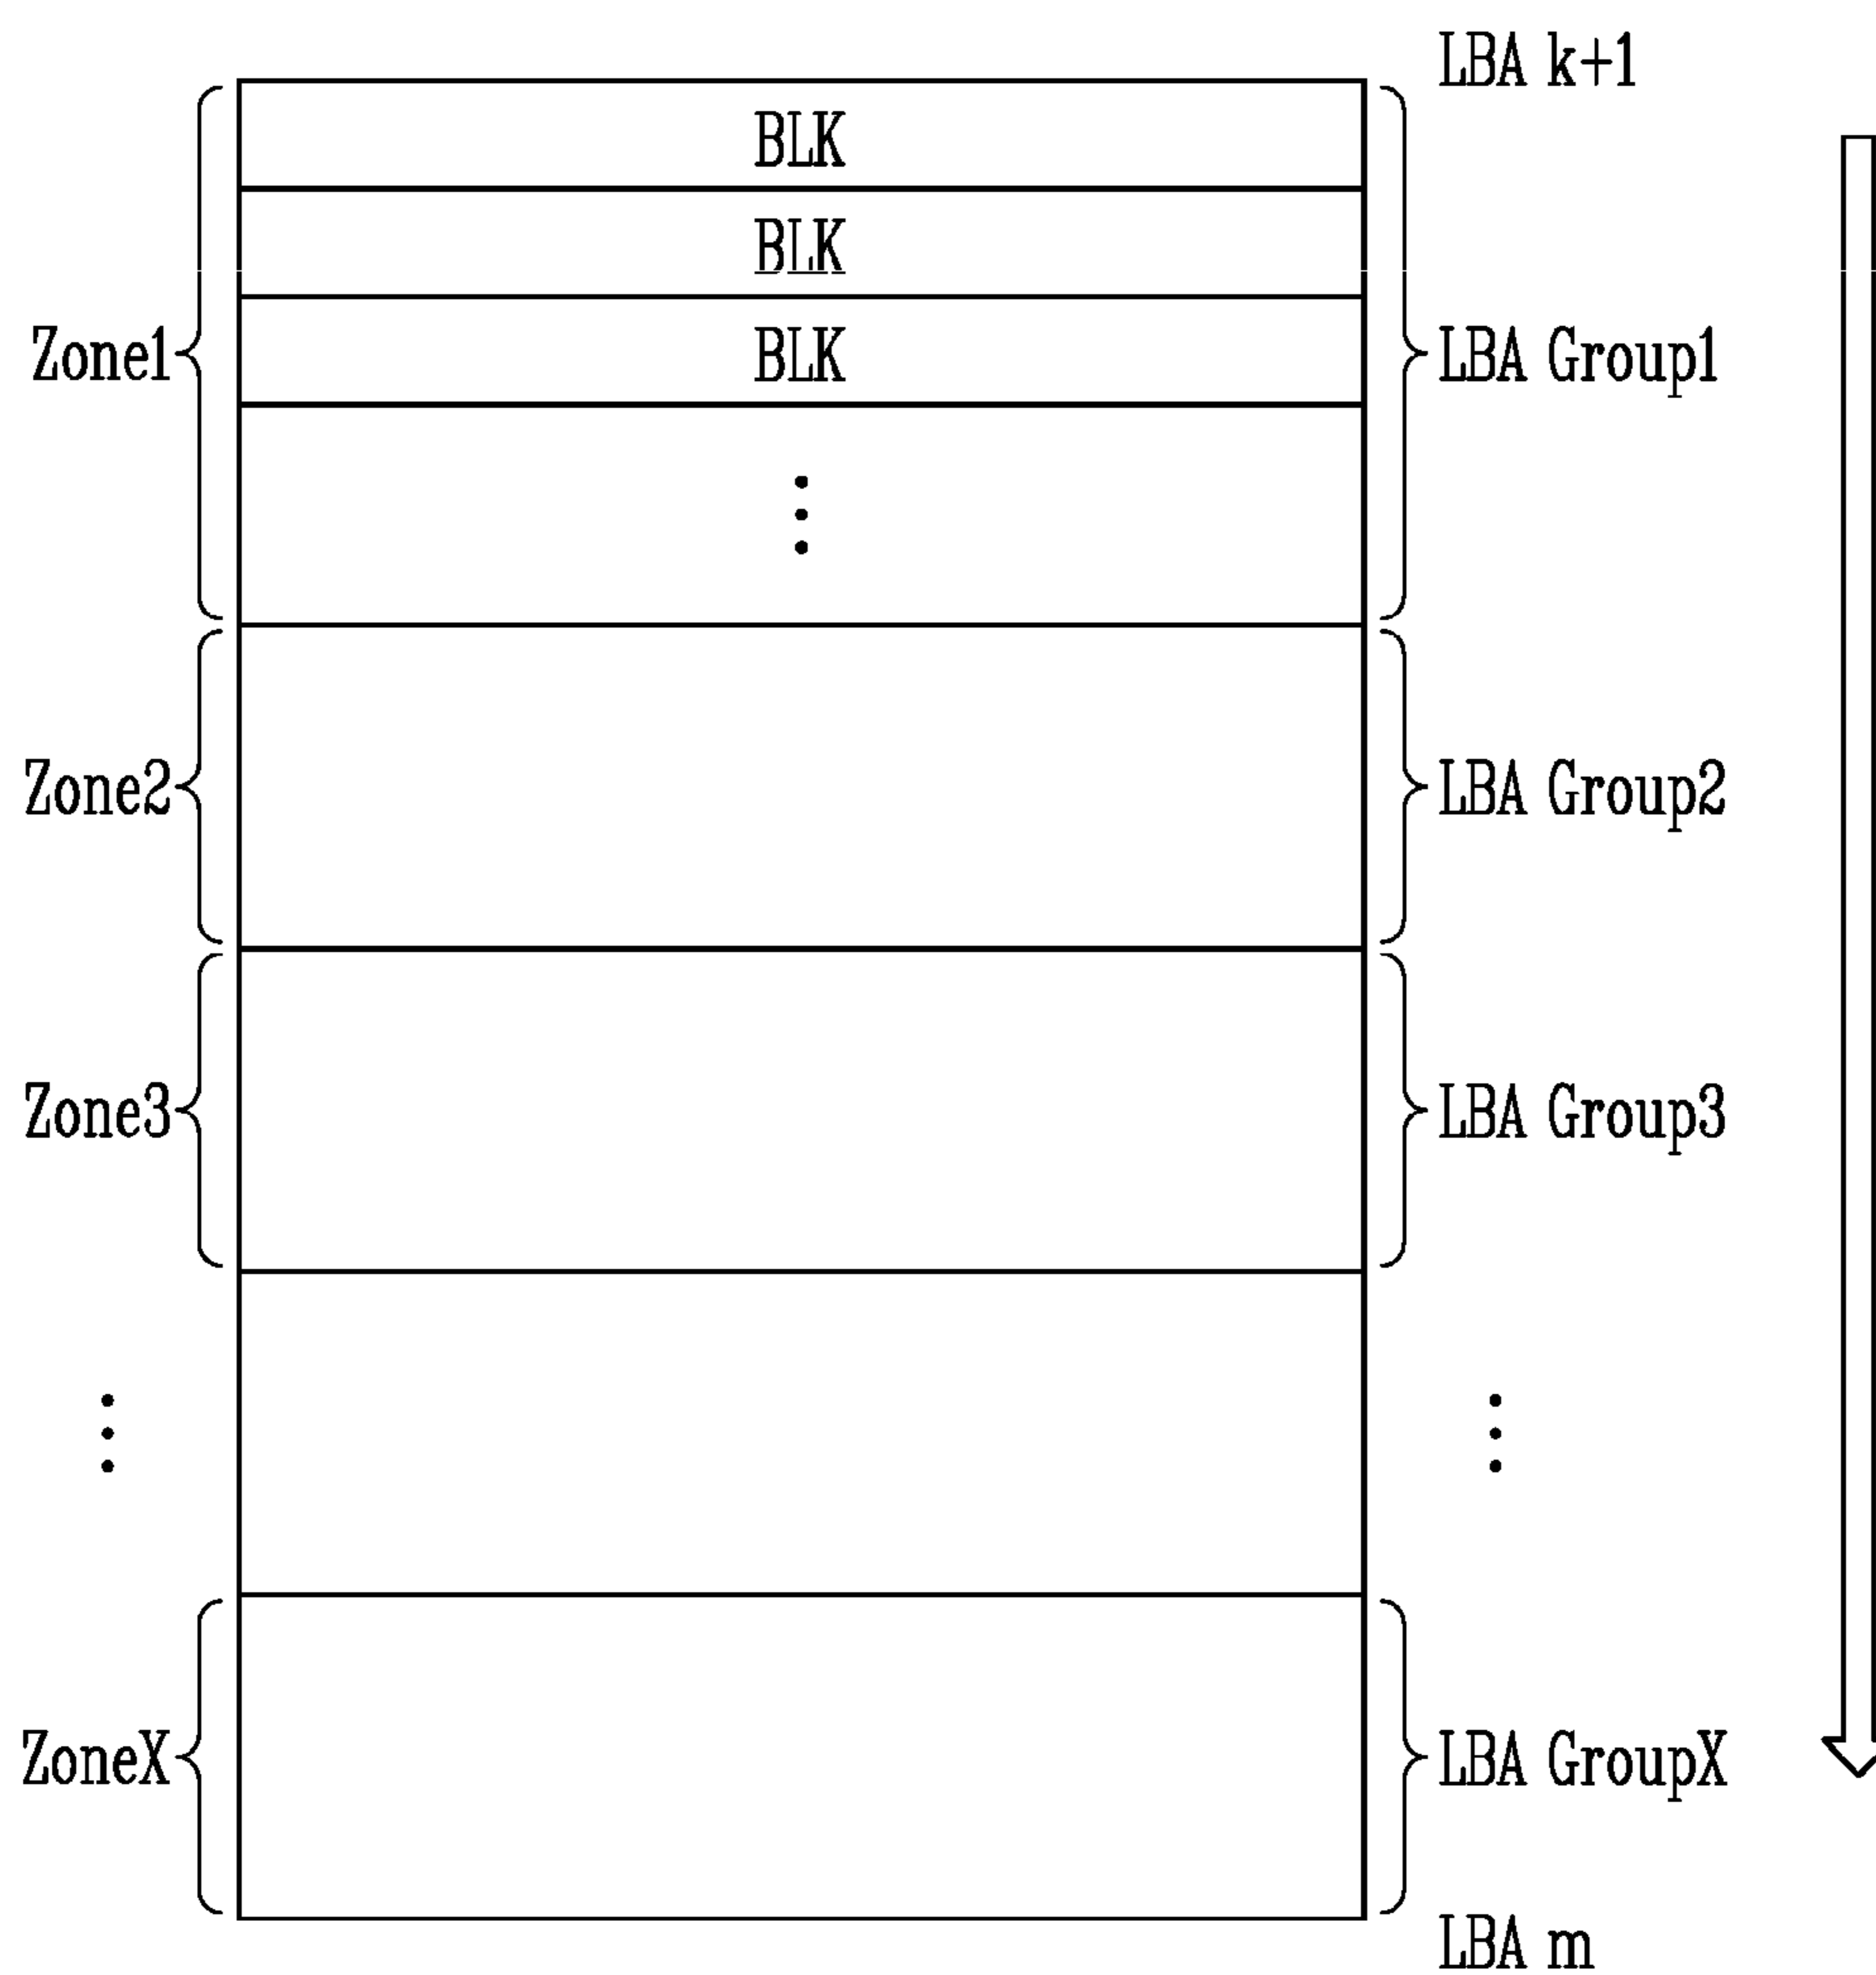 LBA k+1
BLK
BLK
Zone1 BLK LBA Group1
Zone2 LBA Group2
Zone3 LBA Group3
ZoneX LBA GroupX
LBA m